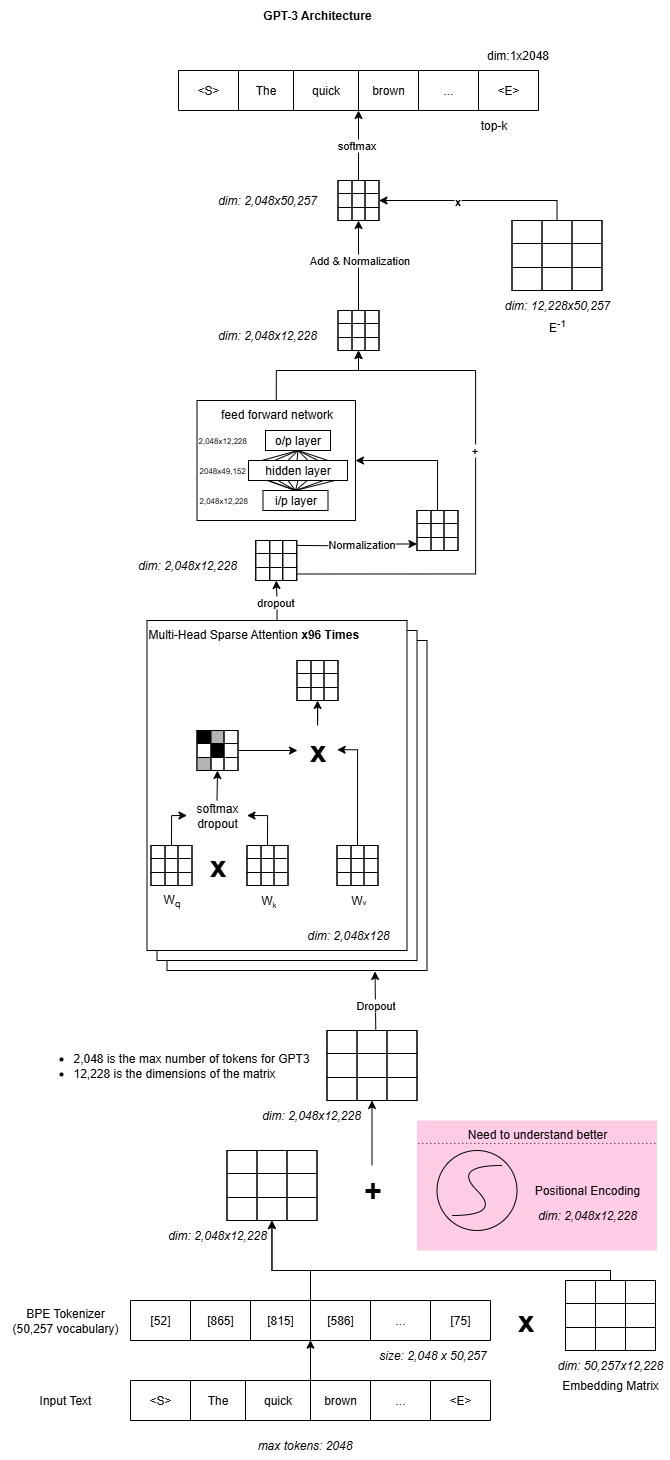 GPT-3 Architecture
dim:1x2048
<S> The quick brown ... <E>
top-k
softmax
dim: 2,048x50,257
x
Add & Normalization
dim: 12,228x50,257
E-1
dim: 2,048x12,228
feed forward network
2,048x12,228 o/p layer
+
2048x49,152 hidden layer
2,048x12,228 i/p layer
Normalization
dim: 2,048x12,228
dropout
Multi-Head Sparse Attention x96 Times
X
softmax
dropout
X
Wq Wk Wv
dim: 2,048x128
Dropout
• 2,048 is the max number of tokens for GPT3
• 12,228 is the dimensions of the matrix
dim: 2,048x12,228
Need to understand better
+
Positional Encoding
dim: 2,048x12,228
dim: 2,048x12,228
BPE Tokenizer
(50,257 vocabulary)
[52] [865] [815] [586] ... [75]
X
size: 2,048 x 50,257
dim: 50,257x12,228
Embedding Matrix
Input Text
<S> The quick brown ... <E>
max tokens: 2048